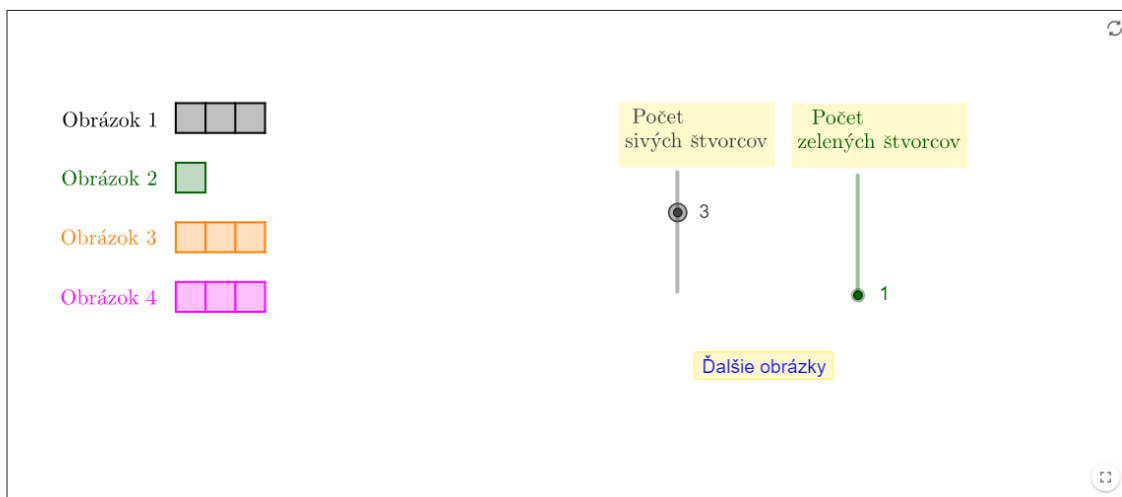 Obrázok 1
Obrázok 2
Obrázok 3
Obrázok 4
Počet
sivých štvorcov
3
Počet
zelených štvorcov
1
Ďalšie obrázky